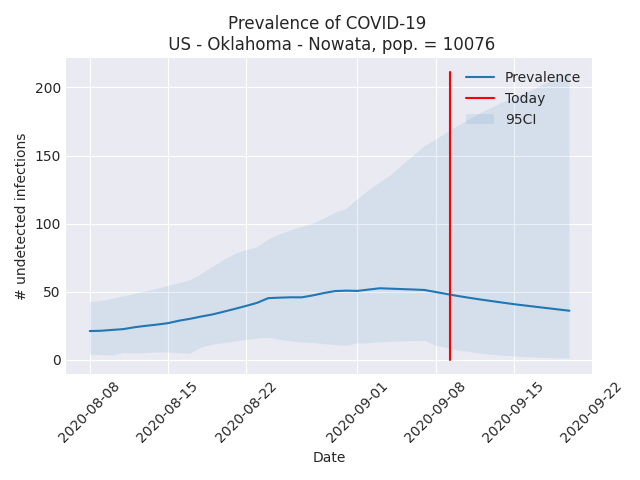 Prevalence of COVID-19
US - Oklahoma - Nowata, pop. = 10076
Prevalence
Today
95CI
# undetected infections
200
150
100
50
0
2020-08-08
2020-08-15
2020-08-22
2020-09-01
2020-09-08
2020-09-15
2020-09-22
Date